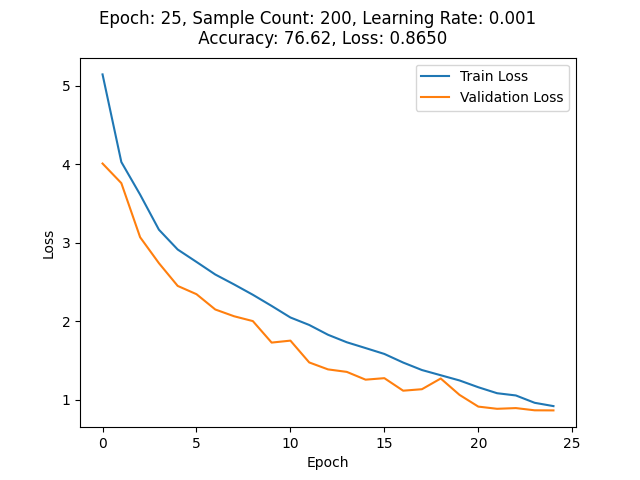 Epoch: 25, Sample Count: 200, Learning Rate: 0.001
Accuracy: 76.62, Loss: 0.8650
Train Loss
Validation Loss
5
4
3
2
1
Loss
0
5
10
15
20
25
Epoch